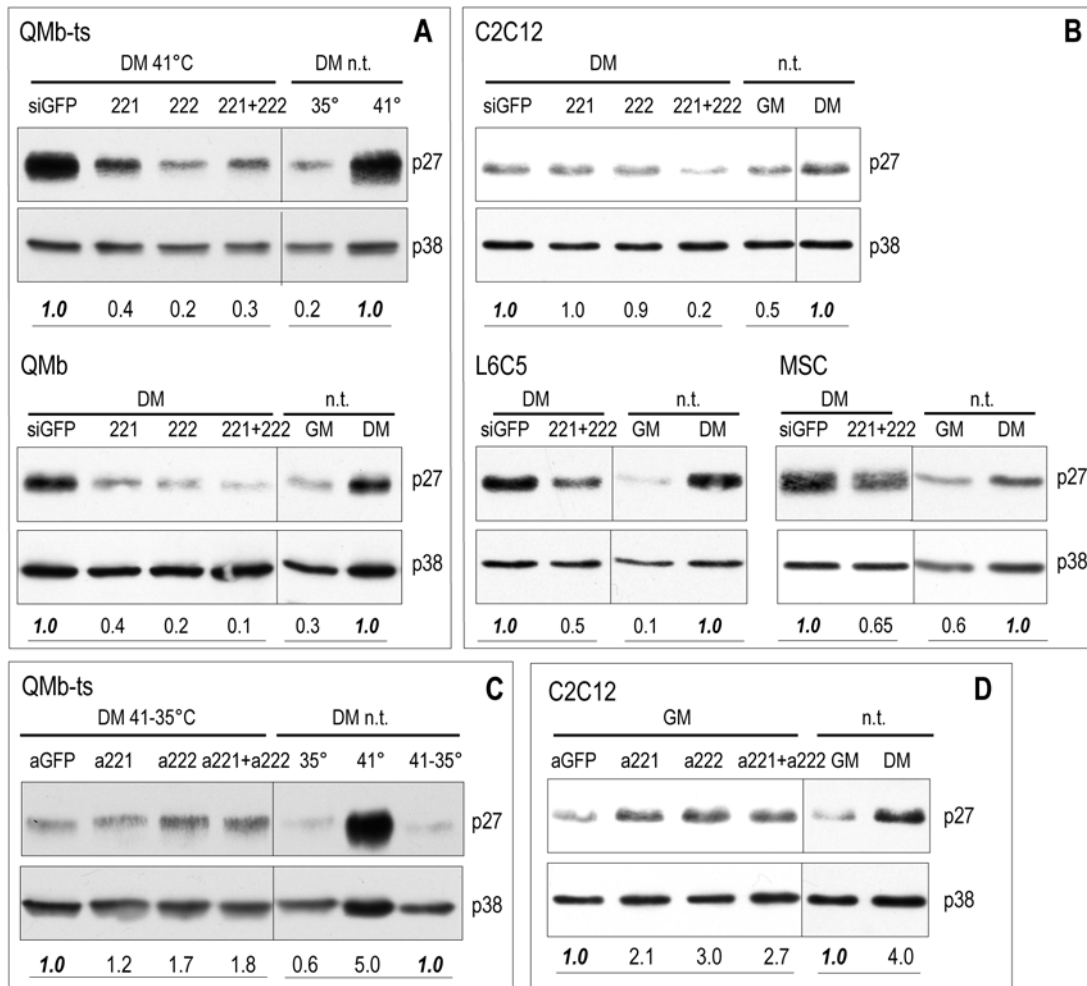 QMb-ts A
DM 41°C DM n.t.
siGFP 221 222 221+222 35° 41°
p27
p38
1.0 0.4 0.2 0.3 0.2 1.0
QMb
DM n.t.
siGFP 221 222 221+222 GM DM
p27
p38
1.0 0.4 0.2 0.1 0.3 1.0
C2C12 B
DM n.t.
siGFP 221 222 221+222 GM DM
p27
p38
1.0 1.0 0.9 0.2 0.5 1.0
L6C5 MSC
DM n.t. DM n.t.
siGFP 221+222 GM DM siGFP 221+222 GM DM
p27
p38
1.0 0.5 0.1 1.0 1.0 0.65 0.6 1.0
QMb-ts C
DM 41-35°C DM n.t.
aGFP a221 a222 a221+a222 35° 41° 41-35°
p27
p38
1.0 1.2 1.7 1.8 0.6 5.0 1.0
C2C12 D
GM n.t.
aGFP a221 a222 a221+a222 GM DM
p27
p38
1.0 2.1 3.0 2.7 1.0 4.0